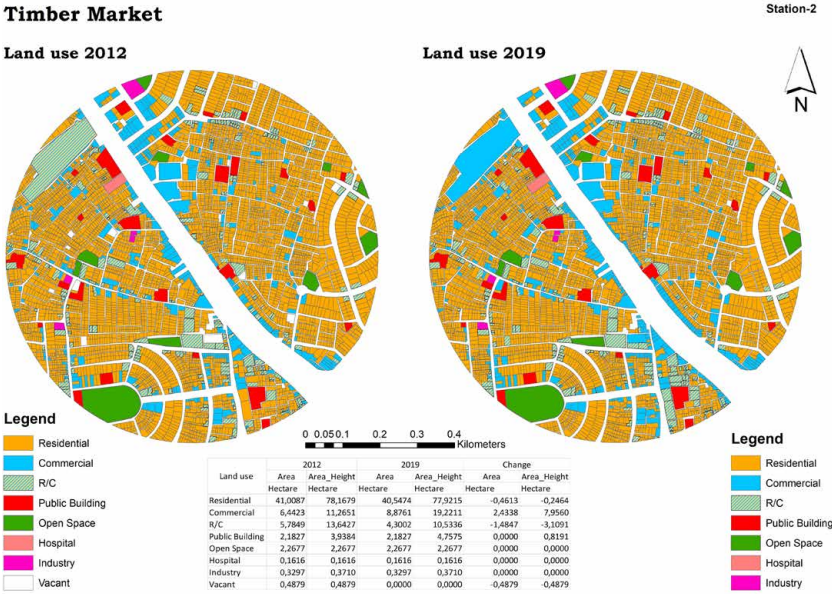 Timber Market
Station-2
Land use 2012
Land use 2019
N
Legend
Residential
Commercial
R/C
Public Building
Open Space
Hospital
Industry
Vacant
0 0.050.1 0.2 0.3 0.4
Kilometers
Legend
Residential
Commercial
R/C
Public Building
Open Space
Hospital
Industry
Land use 2012 2019 Change
Area Area_Height Area Area_Height Area Area_Height
Hectare Hectare Hectare Hectare Hectare Hectare
Residential 41,0087 78,1679 40,5474 77,9215 -0,4613 -0,2464
Commercial 6,4423 11,2651 8,8761 19,2211 2,4338 7,9560
R/C 5,7849 13,6427 4,3002 10,5336 -1,4847 -3,1091
Public Building 2,1827 3,9384 2,1827 4,7575 0,0000 0,8191
Open Space 2,2677 2,2677 2,2677 2,2677 0,0000 0,0000
Hospital 0,1616 0,1616 0,1616 0,1616 0,0000 0,0000
Industry 0,3297 0,3710 0,3297 0,3710 0,0000 0,0000
Vacant 0,4879 0,4879 0,0000 0,0000 -0,4879 -0,4879